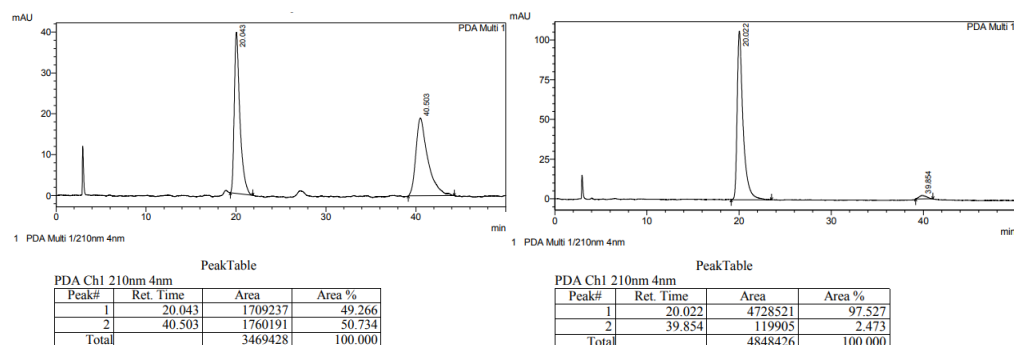 mAU
PDA Multi 1
20.043
40.503
40
30
20
10
0
0
10
20
30
40
min
1 PDA Multi 1/210nm 4nm
PeakTable
PDA Ch1 210nm 4nm
Peak# Ret. Time Area Area %
1 20.043 1709237 49.266
2 40.503 1760191 50.734
Total 3469428 100.000
mAU
PDA Multi 1
20.022
39.854
100
75
50
25
0
0
10
20
30
40
min
1 PDA Multi 1/210nm 4nm
PeakTable
PDA Ch1 210nm 4nm
Peak# Ret. Time Area Area %
1 20.022 4728521 97.527
2 39.854 119905 2.473
Total 4848426 100.000